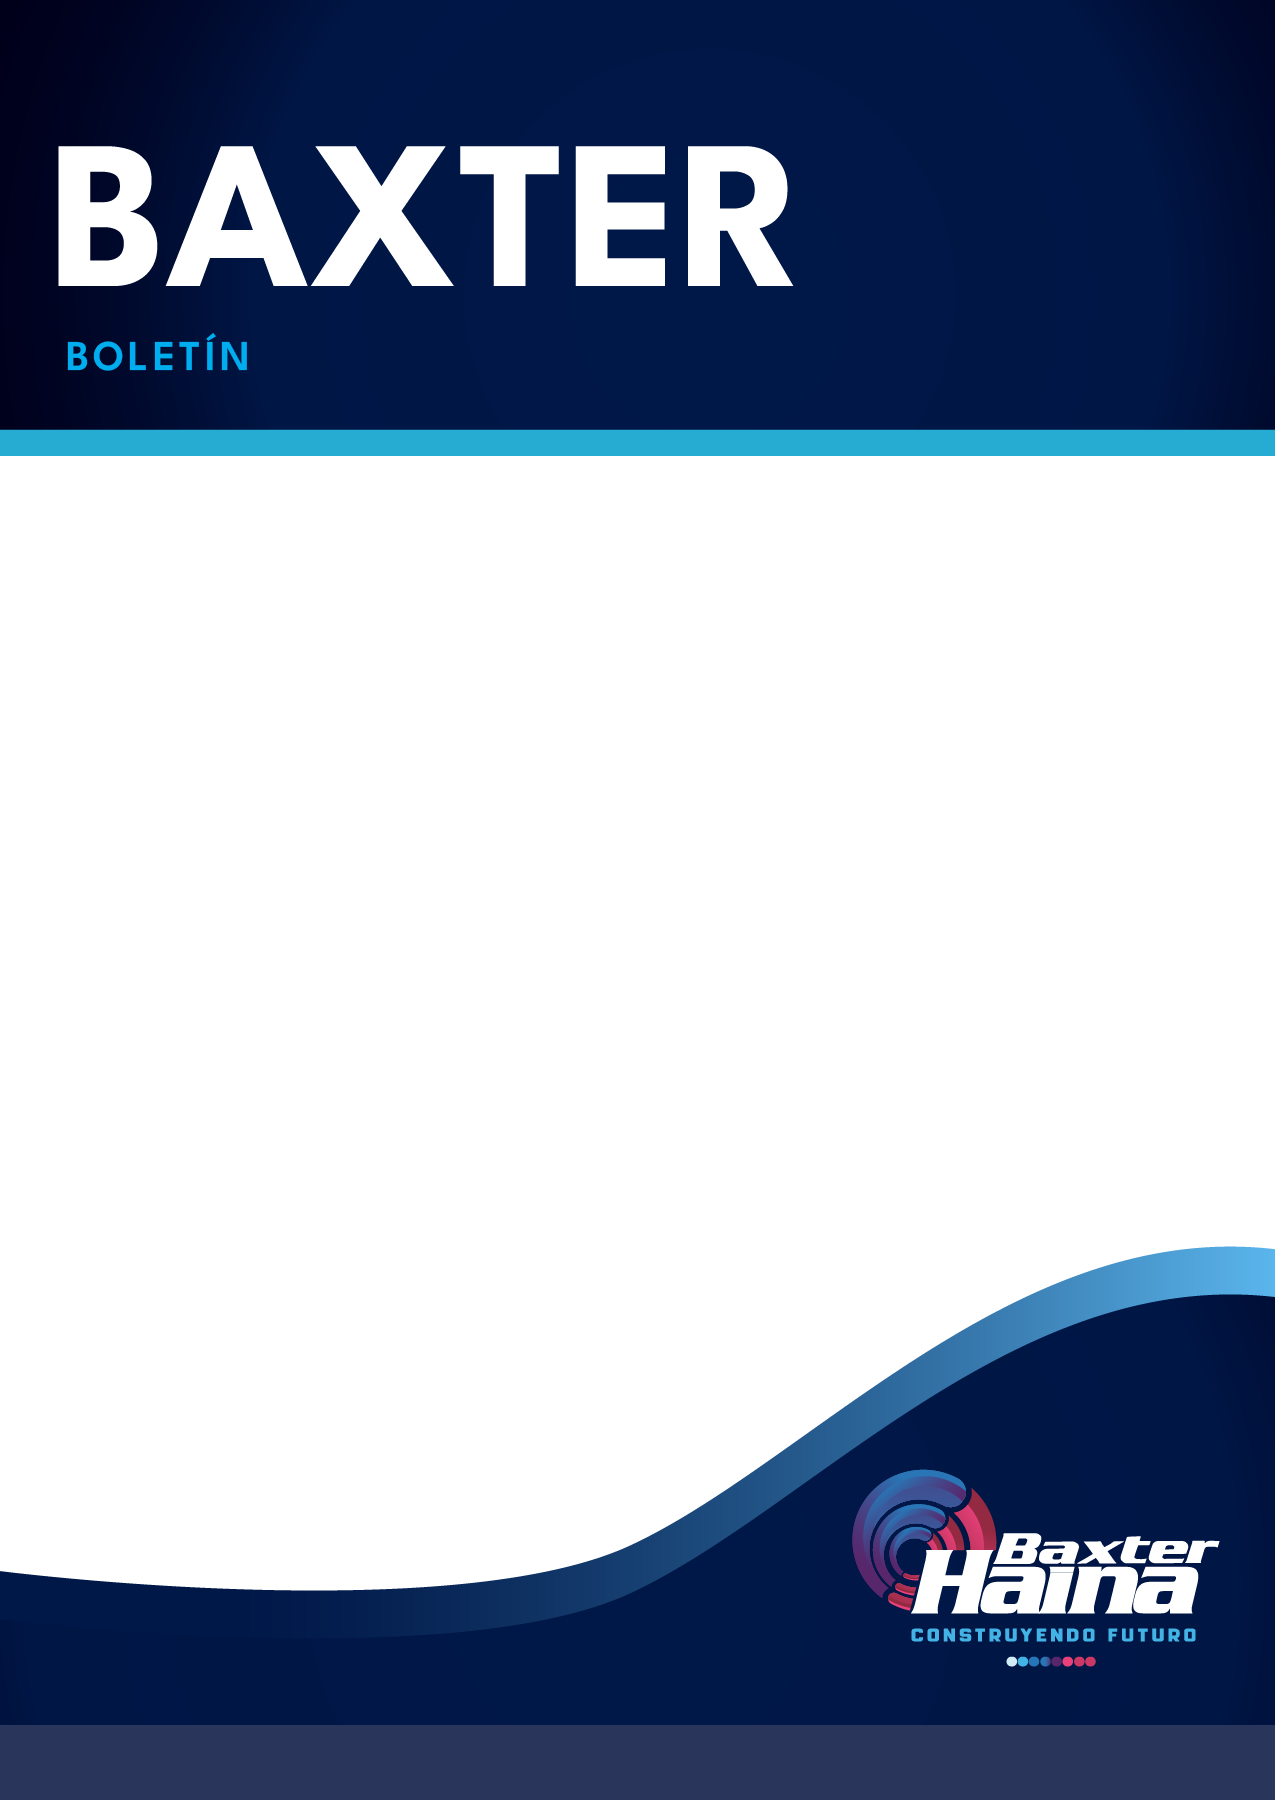 BAXTER
BOLETÍN
Baxter
Haina
CONSTRUYENDO FUTURO